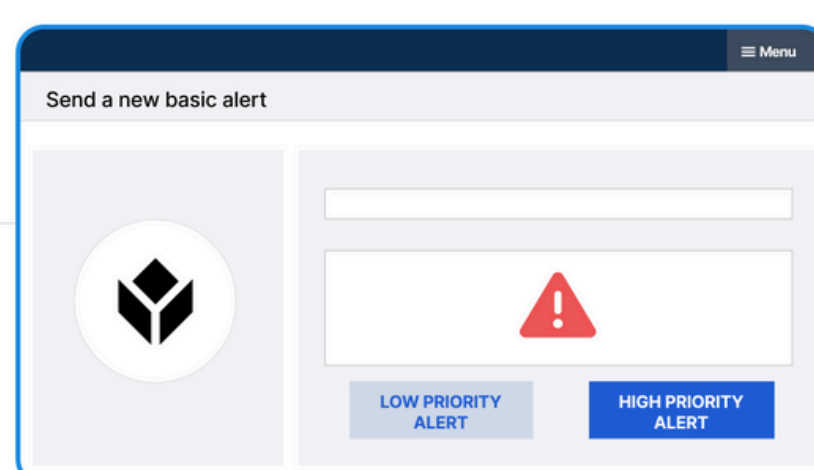 Menu
Send a new basic alert
LOW PRIORITY
ALERT
HIGH PRIORITY
ALERT